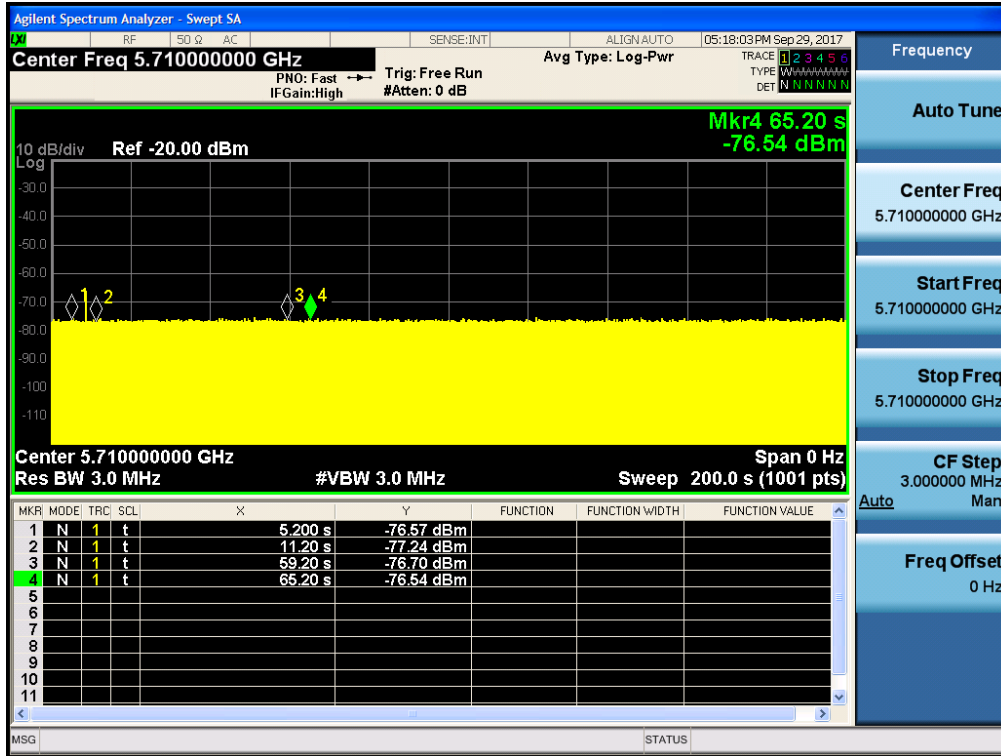 Agilent Spectrum Analyzer - Swept SA
LXI RF 50 Ω AC SENSE:INT ALIGN AUTO 05:18:03 PM Sep 29, 2017
Center Freq 5.710000000 GHz
PNO: Fast
IFGain:High
Trig: Free Run
#Atten: 0 dB
Avg Type: Log-Pwr
TRACE 1 2 3 4 5 6
TYPE W
DET N N N N N N
Mkr4 65.20 s
-76.54 dBm
10 dB/div Ref -20.00 dBm
Log
-30.0
-40.0
-50.0
-60.0
-70.0
-80.0
-90.0
-100
-110
1
2
3
4
Center 5.710000000 GHz Span 0 Hz
Res BW 3.0 MHz #VBW 3.0 MHz Sweep 200.0 s (1001 pts)
MKR MODE TRC SCL X Y FUNCTION FUNCTION WIDTH FUNCTION VALUE
1 N 1 t 5.200 s -76.57 dBm
2 N 1 t 11.20 s -77.24 dBm
3 N 1 t 59.20 s -76.70 dBm
4 N 1 t 65.20 s -76.54 dBm
5
6
7
8
9
10
11
MSG STATUS
Frequency
Auto Tune
Center Freq
5.710000000 GHz
Start Freq
5.710000000 GHz
Stop Freq
5.710000000 GHz
CF Step
3.000000 MHz
Auto Man
Freq Offset
0 Hz